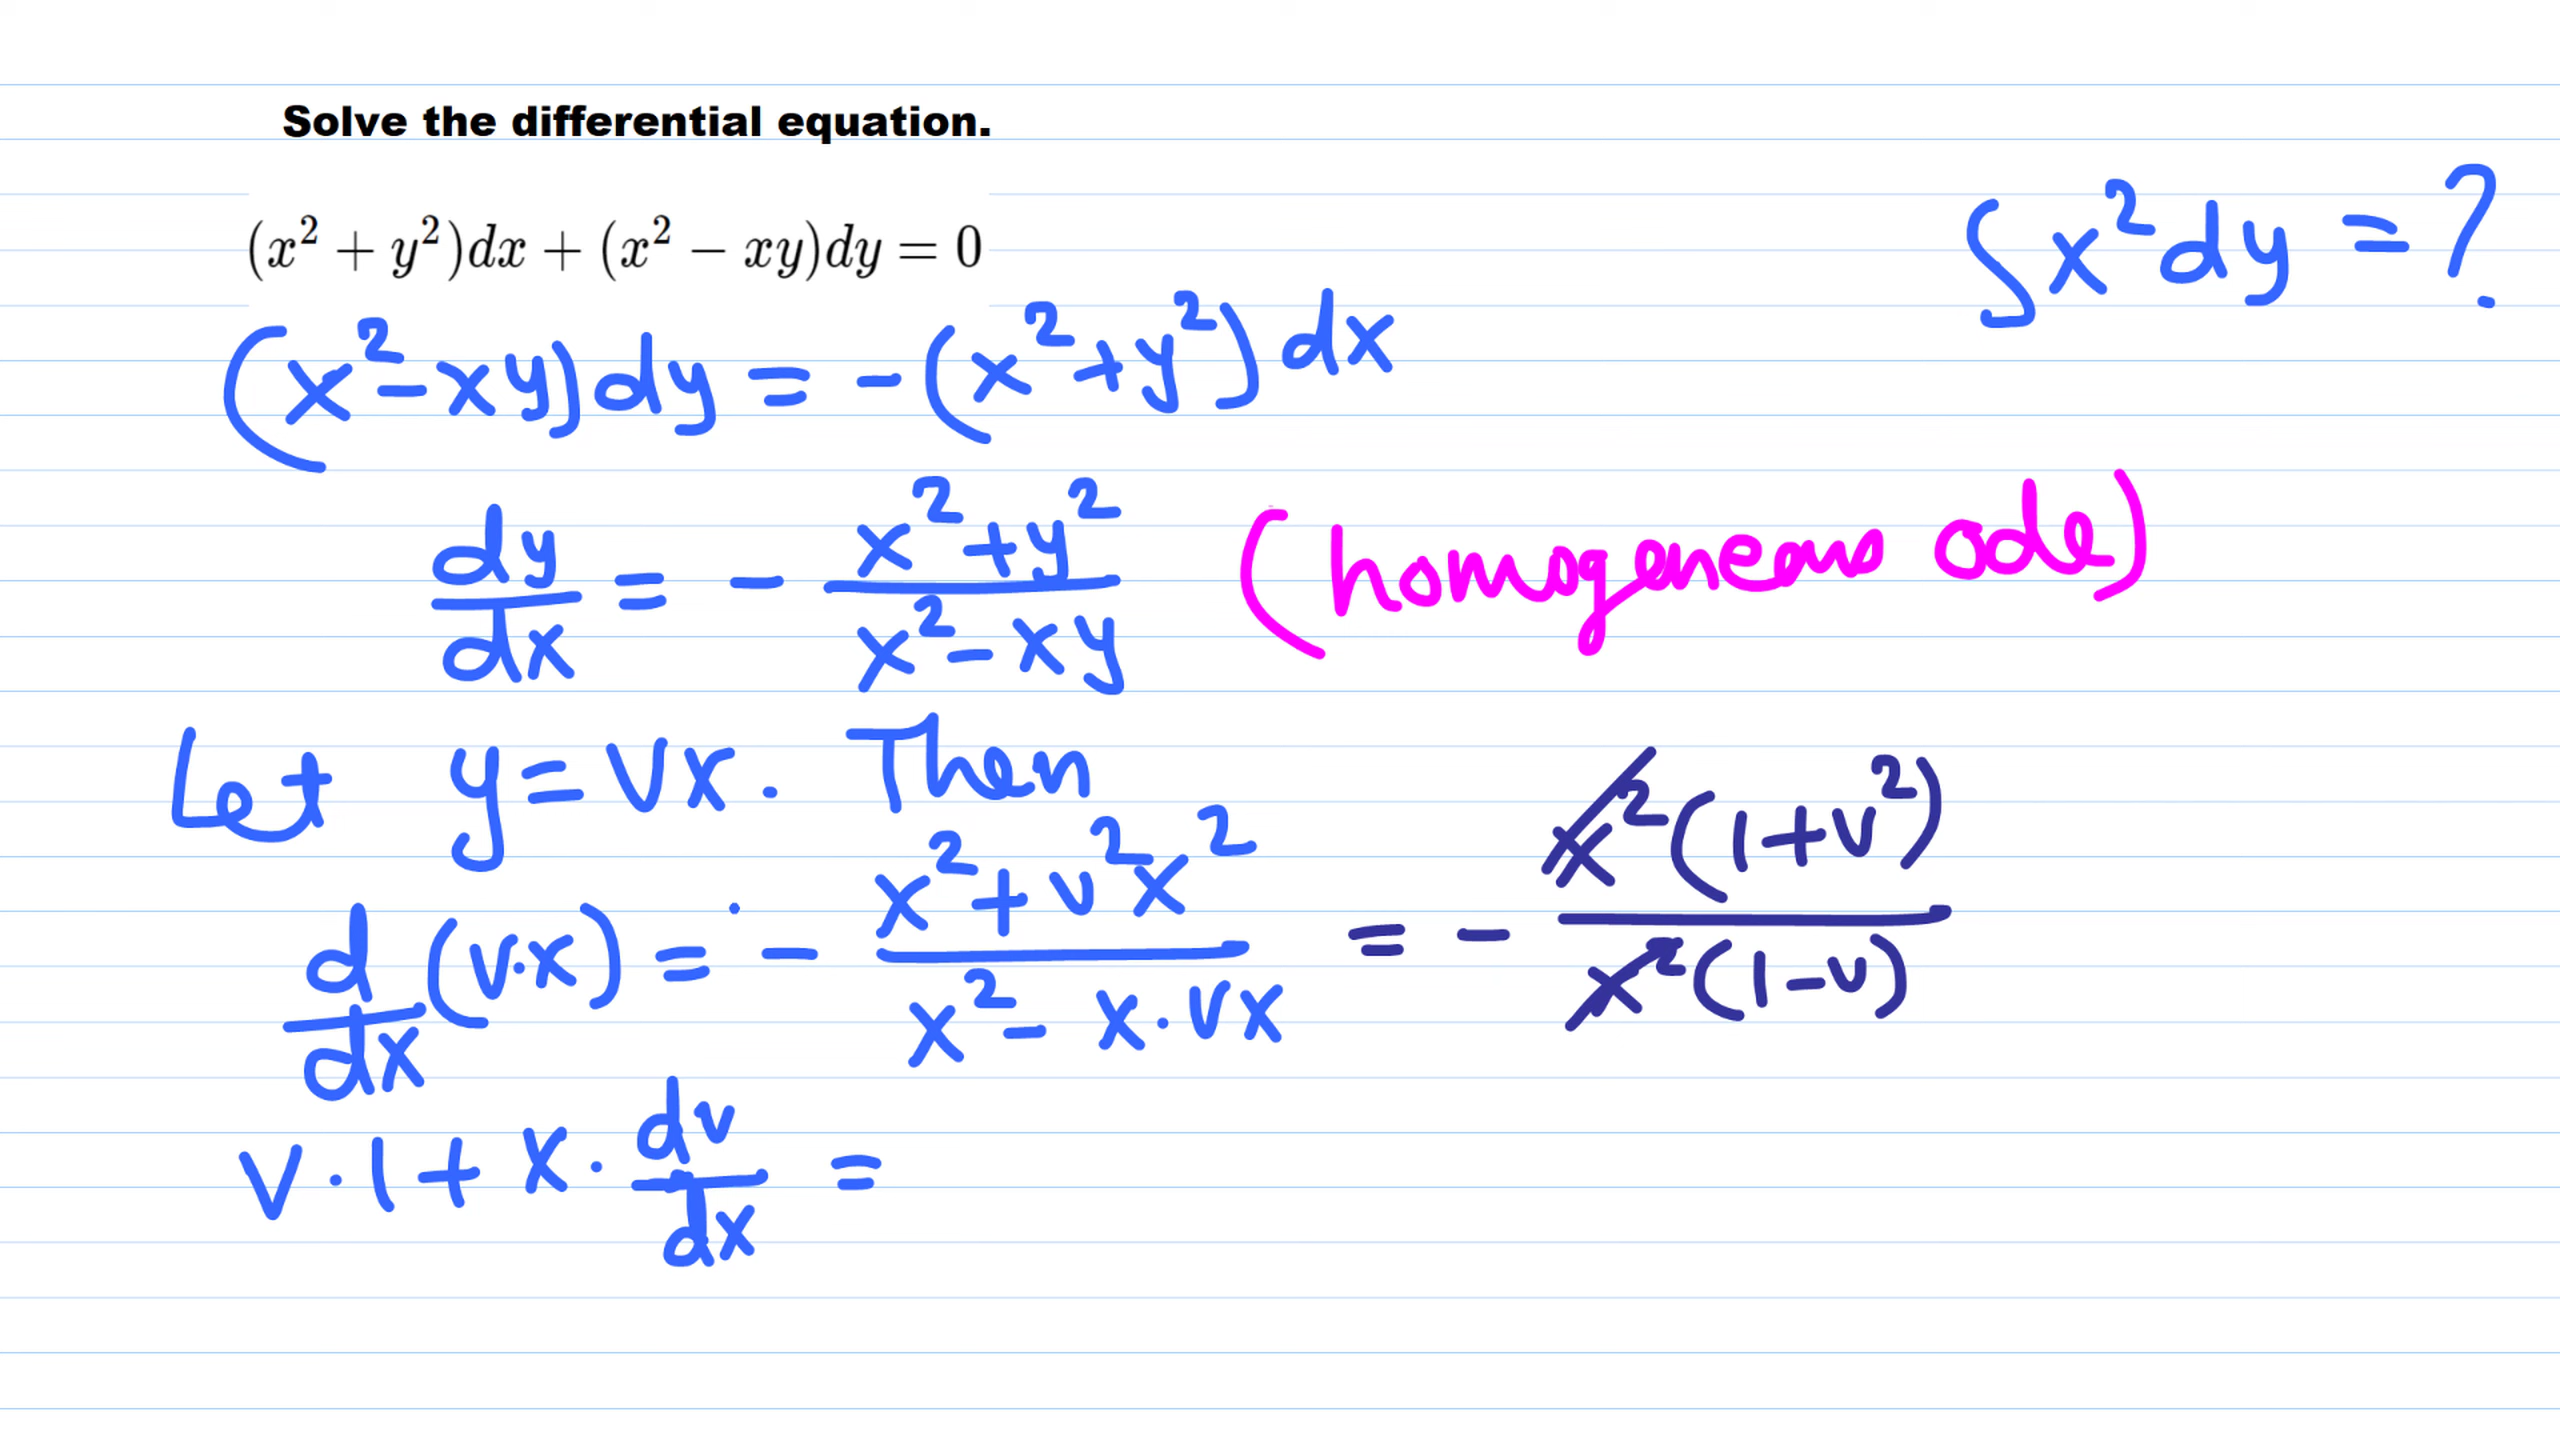 Solve the differential equation.
(x² + y²)dx + (x² − xy)dy = 0
∫x²dy = ?
(x²-xy)dy = -(x²+y²)dx
dy/dx = - (x²+y²)/(x²-xy) (homogeneous ode)
Let y=vx. Then
d/dx (v·x) = - (x²+v²x²)/(x²-x·vx) = - x²(1+v²)/x²(1-v)
v·1+x·dv/dx =